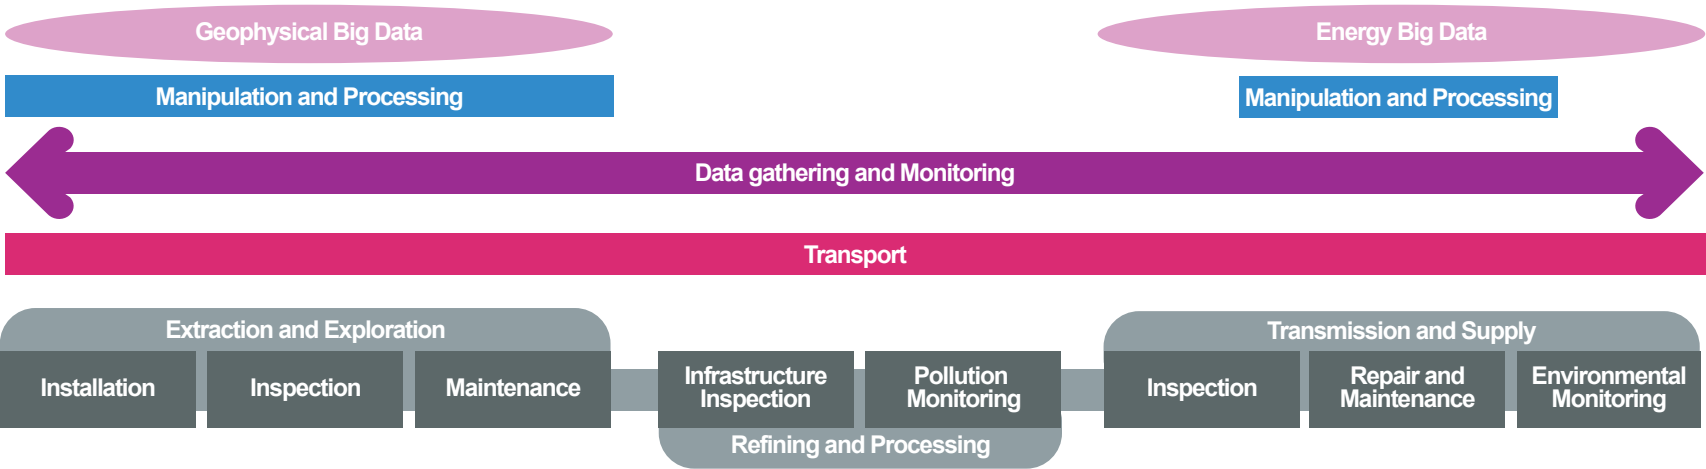 Geophysical Big Data
Energy Big Data
Manipulation and Processing
Manipulation and Processing
Data gathering and Monitoring
Transport
Extraction and Exploration
Installation
Inspection
Maintenance
Infrastructure
Inspection
Pollution
Monitoring
Refining and Processing
Transmission and Supply
Inspection
Repair and
Maintenance
Environmental
Monitoring